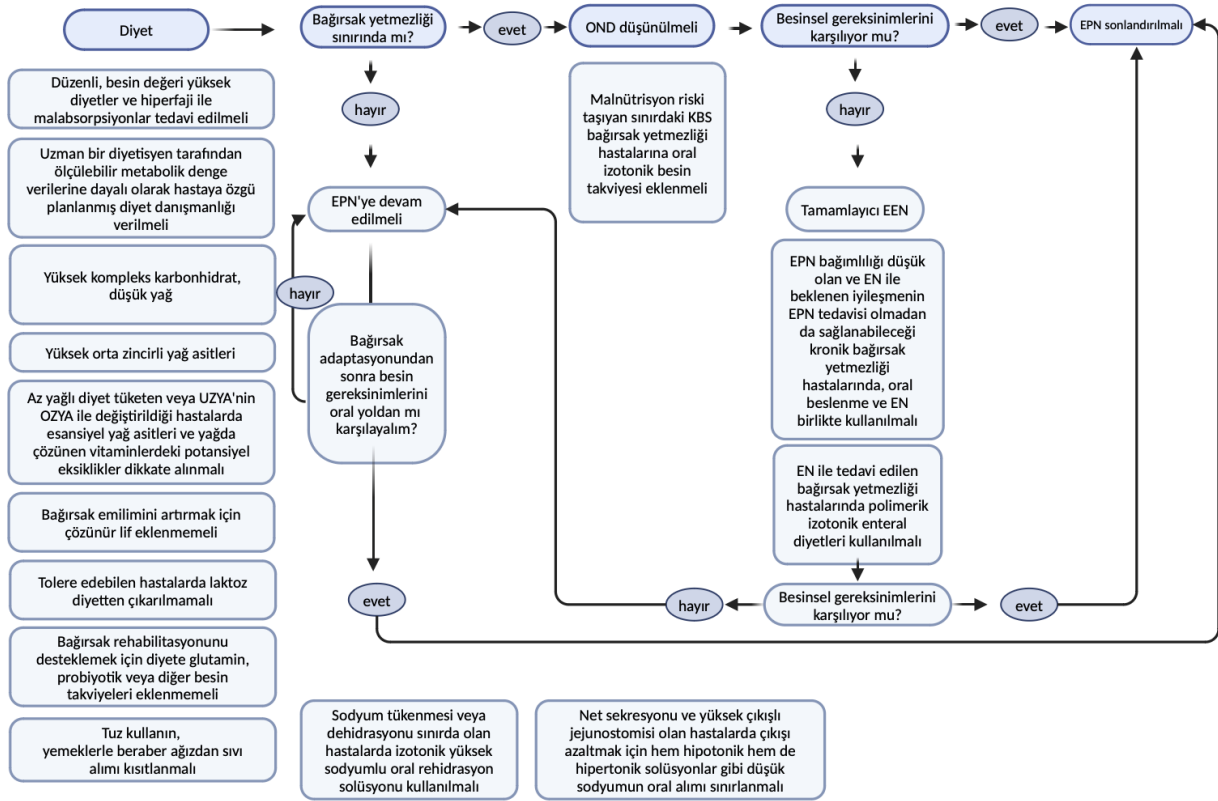 Diyet
Bağırsak yetmezliği
sınırında mı?
evet
OND düşünülmeli
Besinsel gereksinimlerini
karşılıyor mu?
evet
EPN sonlandırılmalı
Düzenli, besin değeri yüksek
diyetler ve hiperfaji ile
malabsorpsiyonlar tedavi edilmeli
Uzman bir diyetisyen tarafından
ölçülebilir metabolik denge
verilerine dayalı olarak hastaya özgü
planlanmış diyet danışmanlığı
verilmeli
Yüksek kompleks karbonhidrat,
düşük yağ
Yüksek orta zincirli yağ asitleri
Az yağlı diyet tüketen veya UZYA'nin
OZYA ile değiştirildiği hastalarda
esansiyel yağ asitleri ve yağda
çözünen vitaminlerdeki potansiyel
eksiklikler dikkate alınmalı
Bağırsak emilimini artırmak için
çözünür lif eklenmemeli
Tolere edebilen hastalarda laktoz
diyetten çıkarılmamalı
Bağırsak rehabilitasyonunu
desteklemek için diyete glutamin,
probiyotik veya diğer besin
takviyeleri eklenmemeli
Tuz kullanın,
yemeklerle beraber ağızdan sıvı
alımı kısıtlanmalı
hayır
EPN'ye devam
edilmeli
hayır
Bağırsak
adaptasyonundan
sonra besin
gereksinimlerini
oral yoldan mı
karşılayalım?
evet
Malnütrisyon riski
taşıyan sınırdaki KBS
bağırsak yetmezliği
hastalarına oral
izotonik besin
takviyesi eklenmeli
hayır
Tamamlayıcı EEN
EPN bağımlılığı düşük
olan ve EN ile
beklenen iyileşmenin
EPN tedavisi olmadan
da sağlanabileceği
kronik bağırsak
yetmezliği
hastalarında, oral
beslenme ve EN
birlikte kullanılmalı
EN ile tedavi edilen
bağırsak yetmezliği
hastalarında polimerik
izotonik enteral
diyetleri kullanılmalı
hayır
Besinsel gereksinimlerini
karşılıyor mu?
evet
Sodyum tükenmesi veya
dehidrasyonu sınırda olan
hastalarda izotonik yüksek
sodyumlu oral rehidrasyon
solüsyonu kullanılmalı
Net sekresyonu ve yüksek çıkışlı
jejunostomisi olan hastalarda çıkışı
azaltmak için hem hipotonik hem de
hipertonik solüsyonlar gibi düşük
sodyumun oral alımı sınırlanmalı